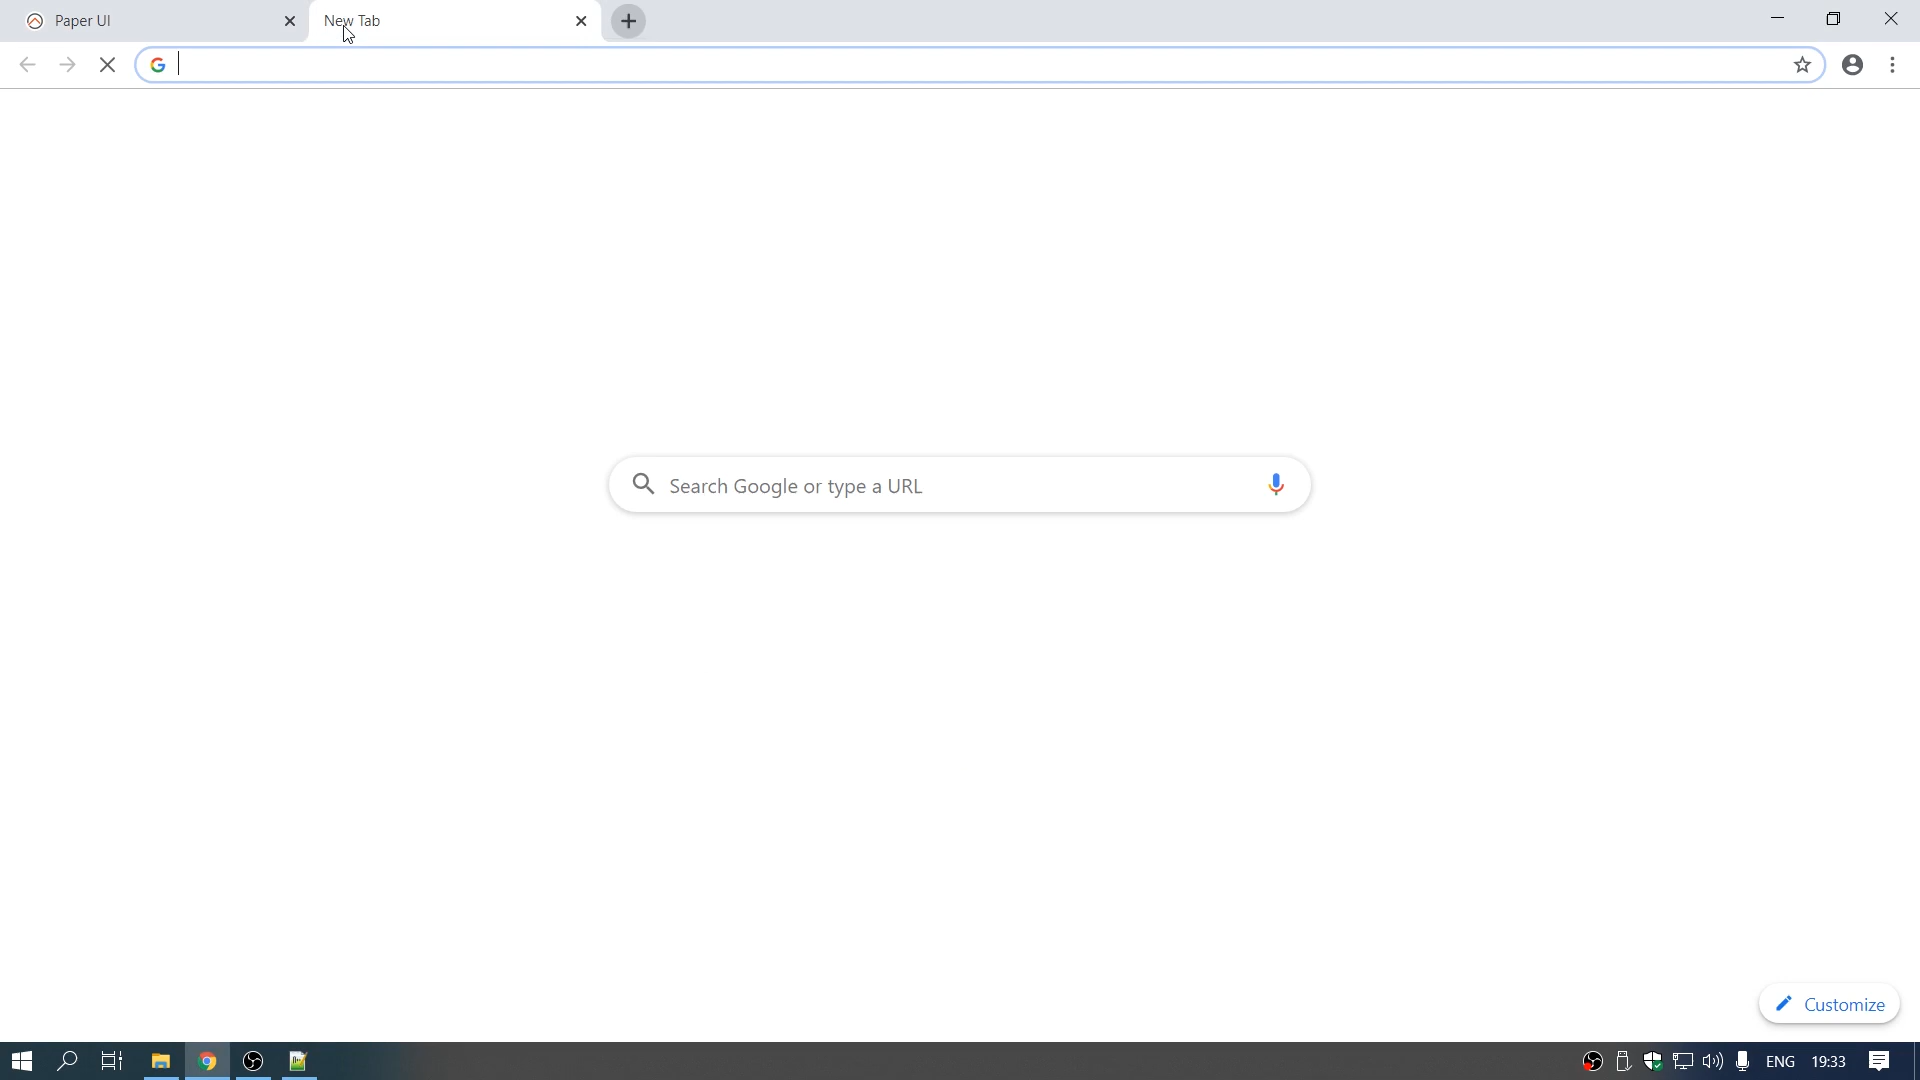 Paper UI
New Tab
Search Google or type a URL
Customize
ENG 19:33